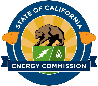 STATE OF CALIFORNIA
ENERGY COMMISSION